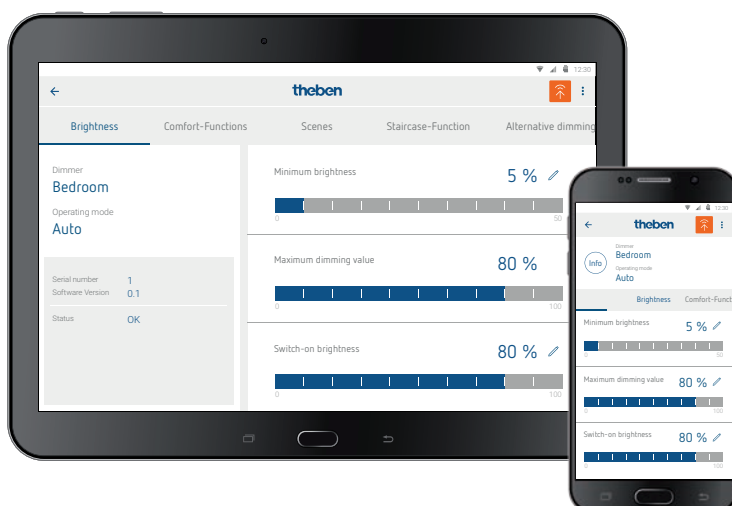 12:30
theben
Brightness Comfort-Functions Scenes Staircase-Function Alternative dimming
Dimmer
Bedroom
Operating mode
Auto
Serial number 1
Software Version 0.1
Status OK
Minimum brightness 5 %
0 50
Maximum dimming value 80 %
0 100
Switch-on brightness 80 %
0 100
12:30
theben
Info
Dimmer
Bedroom
Operating mode
Auto
Brightness Comfort-Funct
Minimum brightness 5 %
0 50
Maximum dimming value 80 %
0 100
Switch-on brightness 80 %
0 100